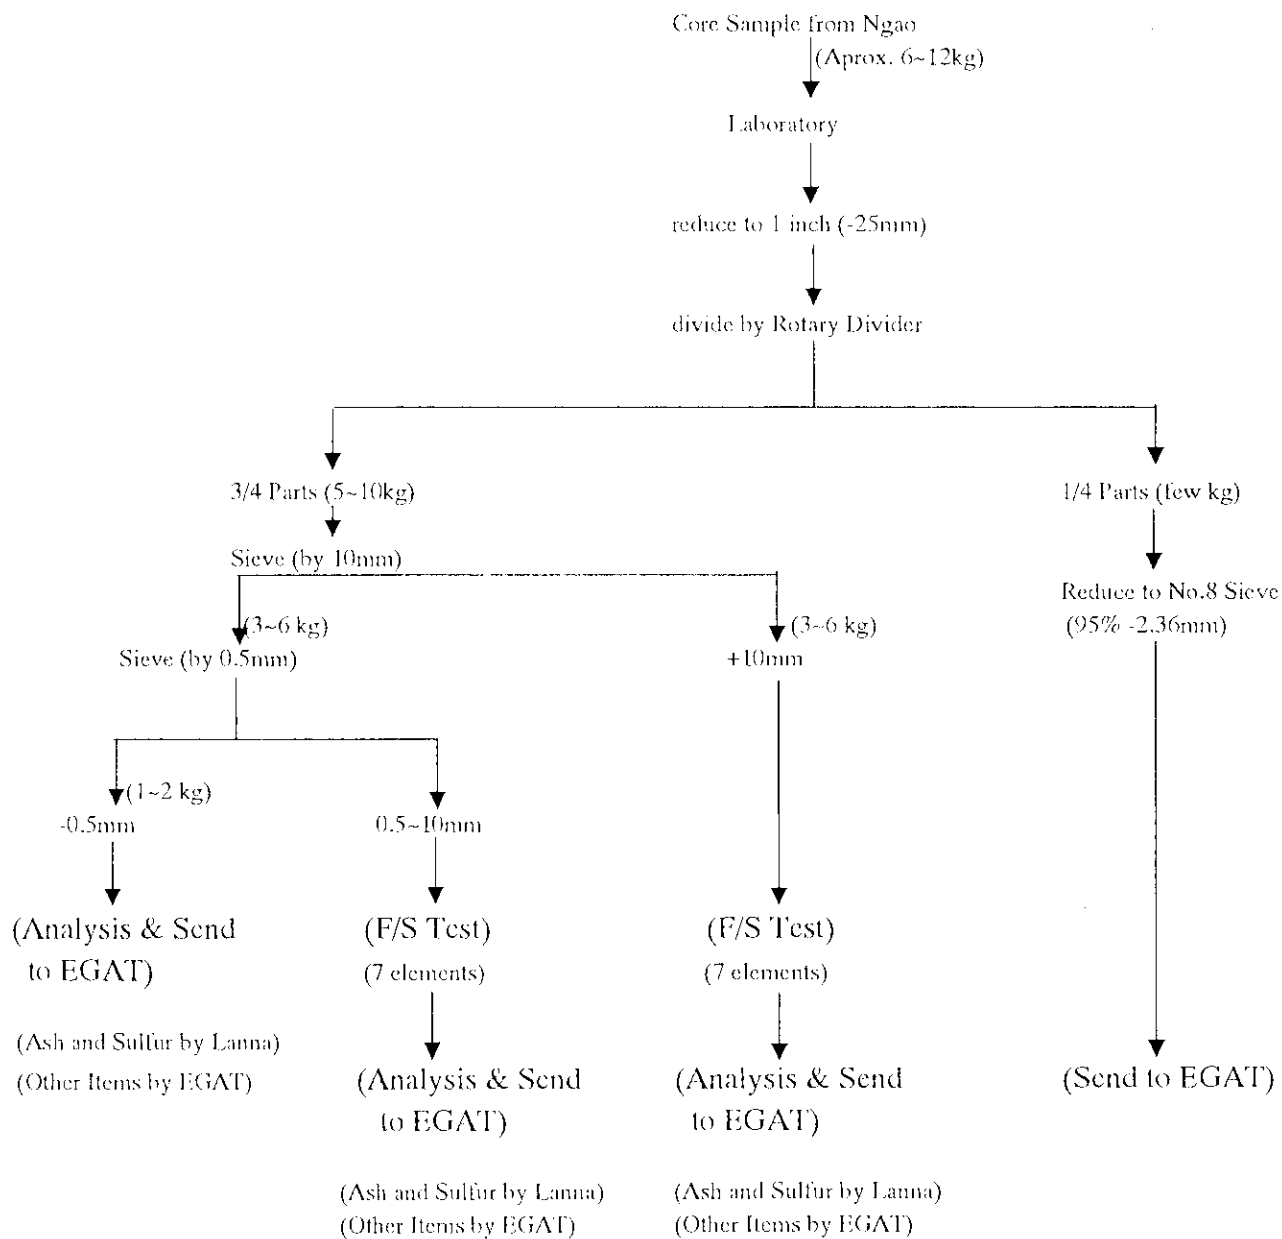 Core Sample from Ngao
(Aprox. 6~12kg)
Laboratory
reduce to 1 inch (-25mm)
divide by Rotary Divider
3/4 Parts (5~10kg)
1/4 Parts (few kg)
Sieve (by 10mm)
Reduce to No.8 Sieve
(95% -2.36mm)
(3~6 kg)
(3~6 kg)
Sieve (by 0.5mm)
+10mm
(1~2 kg)
-0.5mm
0.5~10mm
(Analysis & Send
to EGAT)
(F/S Test)
(7 elements)
(F/S Test)
(7 elements)
(Ash and Sulfur by Lanna)
(Other Items by EGAT)
(Analysis & Send
to EGAT)
(Analysis & Send
to EGAT)
(Send to EGAT)
(Ash and Sulfur by Lanna)
(Other Items by EGAT)
(Ash and Sulfur by Lanna)
(Other Items by EGAT)